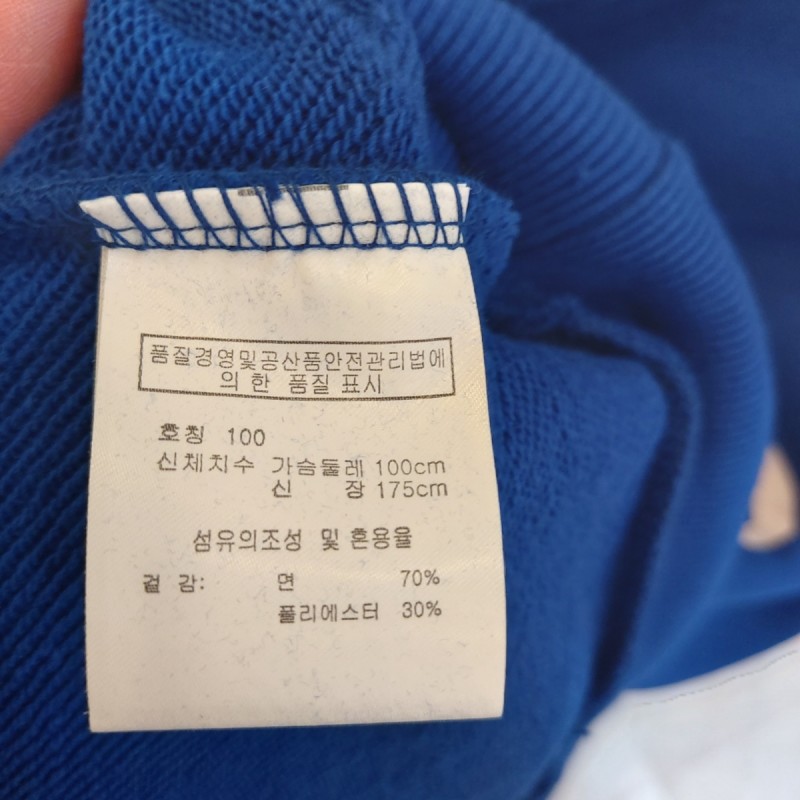 품질경영및공산품안전관리법에
의 한 품질 표시
호칭 100
신체치수 가슴둘레 100cm
신 장 175cm
섬유의조성 및 혼용율
겉 감: 면 70%
폴리에스터 30%